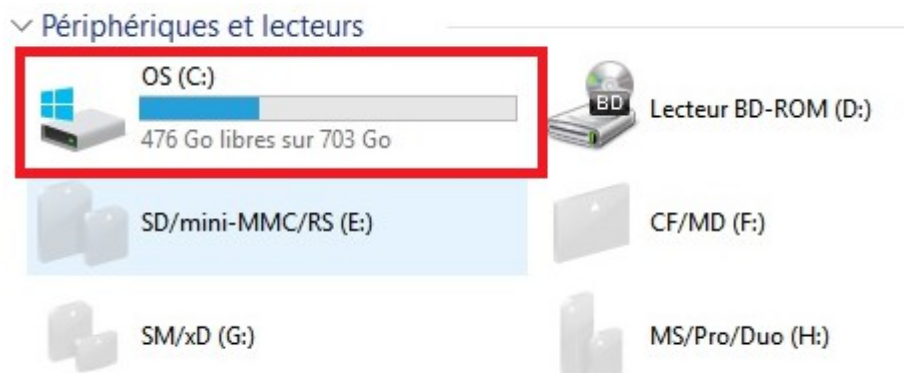 Périphériques et lecteurs
OS (C:)
476 Go libres sur 703 Go
BD
Lecteur BD-ROM (D:)
SD/mini-MMC/RS (E:)
CF/MD (F:)
SM/xD (G:)
MS/Pro/Duo (H:)